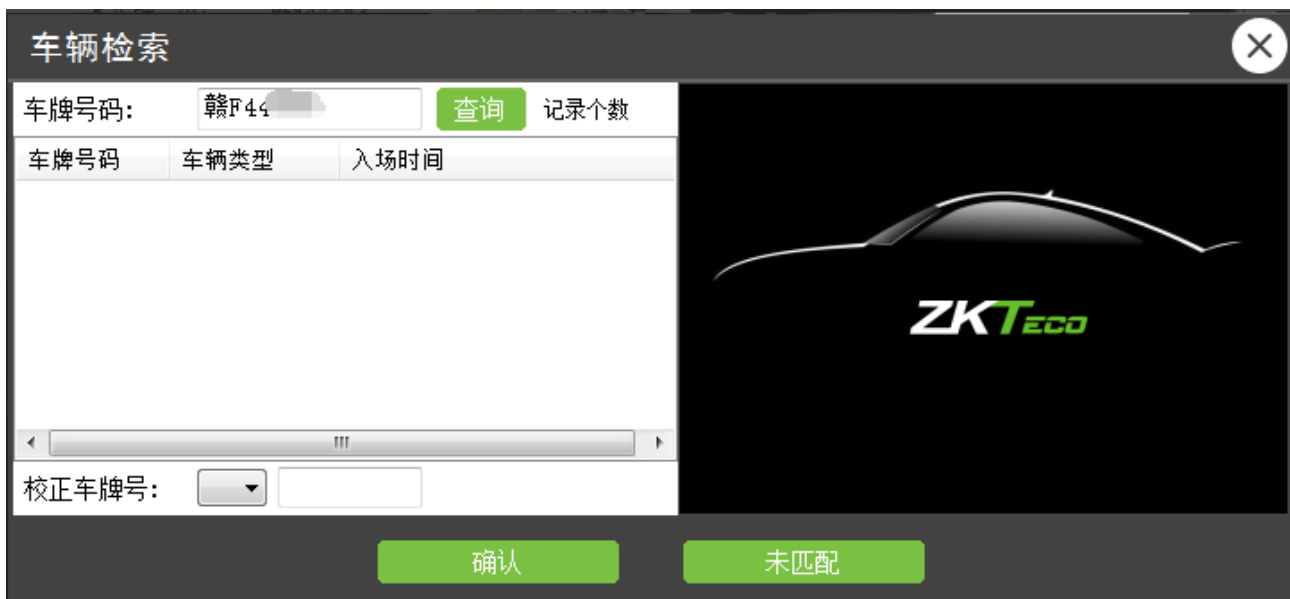 车辆检索
车牌号码: 赣F44 查询 记录个数
车牌号码 车辆类型 入场时间
ZKTECO
校正车牌号:
确认 未匹配